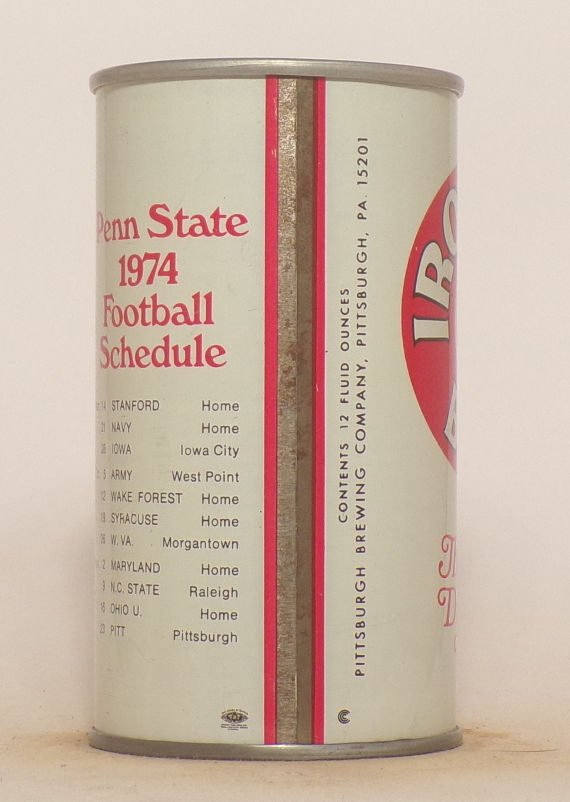 Penn State
1974
Football
Schedule
14 STANFORD Home
21 NAVY Home
28 IOWA Iowa City
5 ARMY West Point
12 WAKE FOREST Home
19 SYRACUSE Home
26 W. VA. Morgantown
2 MARYLAND Home
9 N.C. STATE Raleigh
16 OHIO U. Home
23 PITT Pittsburgh
CONTENTS 12 FLUID OUNCES
PITTSBURGH BREWING COMPANY, PITTSBURGH, PA. 15201